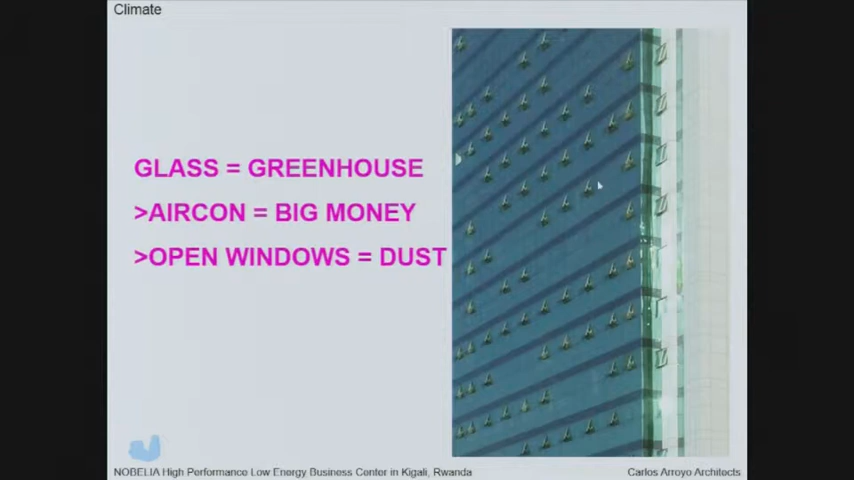 Climate
GLASS = GREENHOUSE
>AIRCON = BIG MONEY
>OPEN WINDOWS = DUST
NOBELIA High Performance Low Energy Business Center in Kigali, Rwanda
Carlos Arroyo Architects